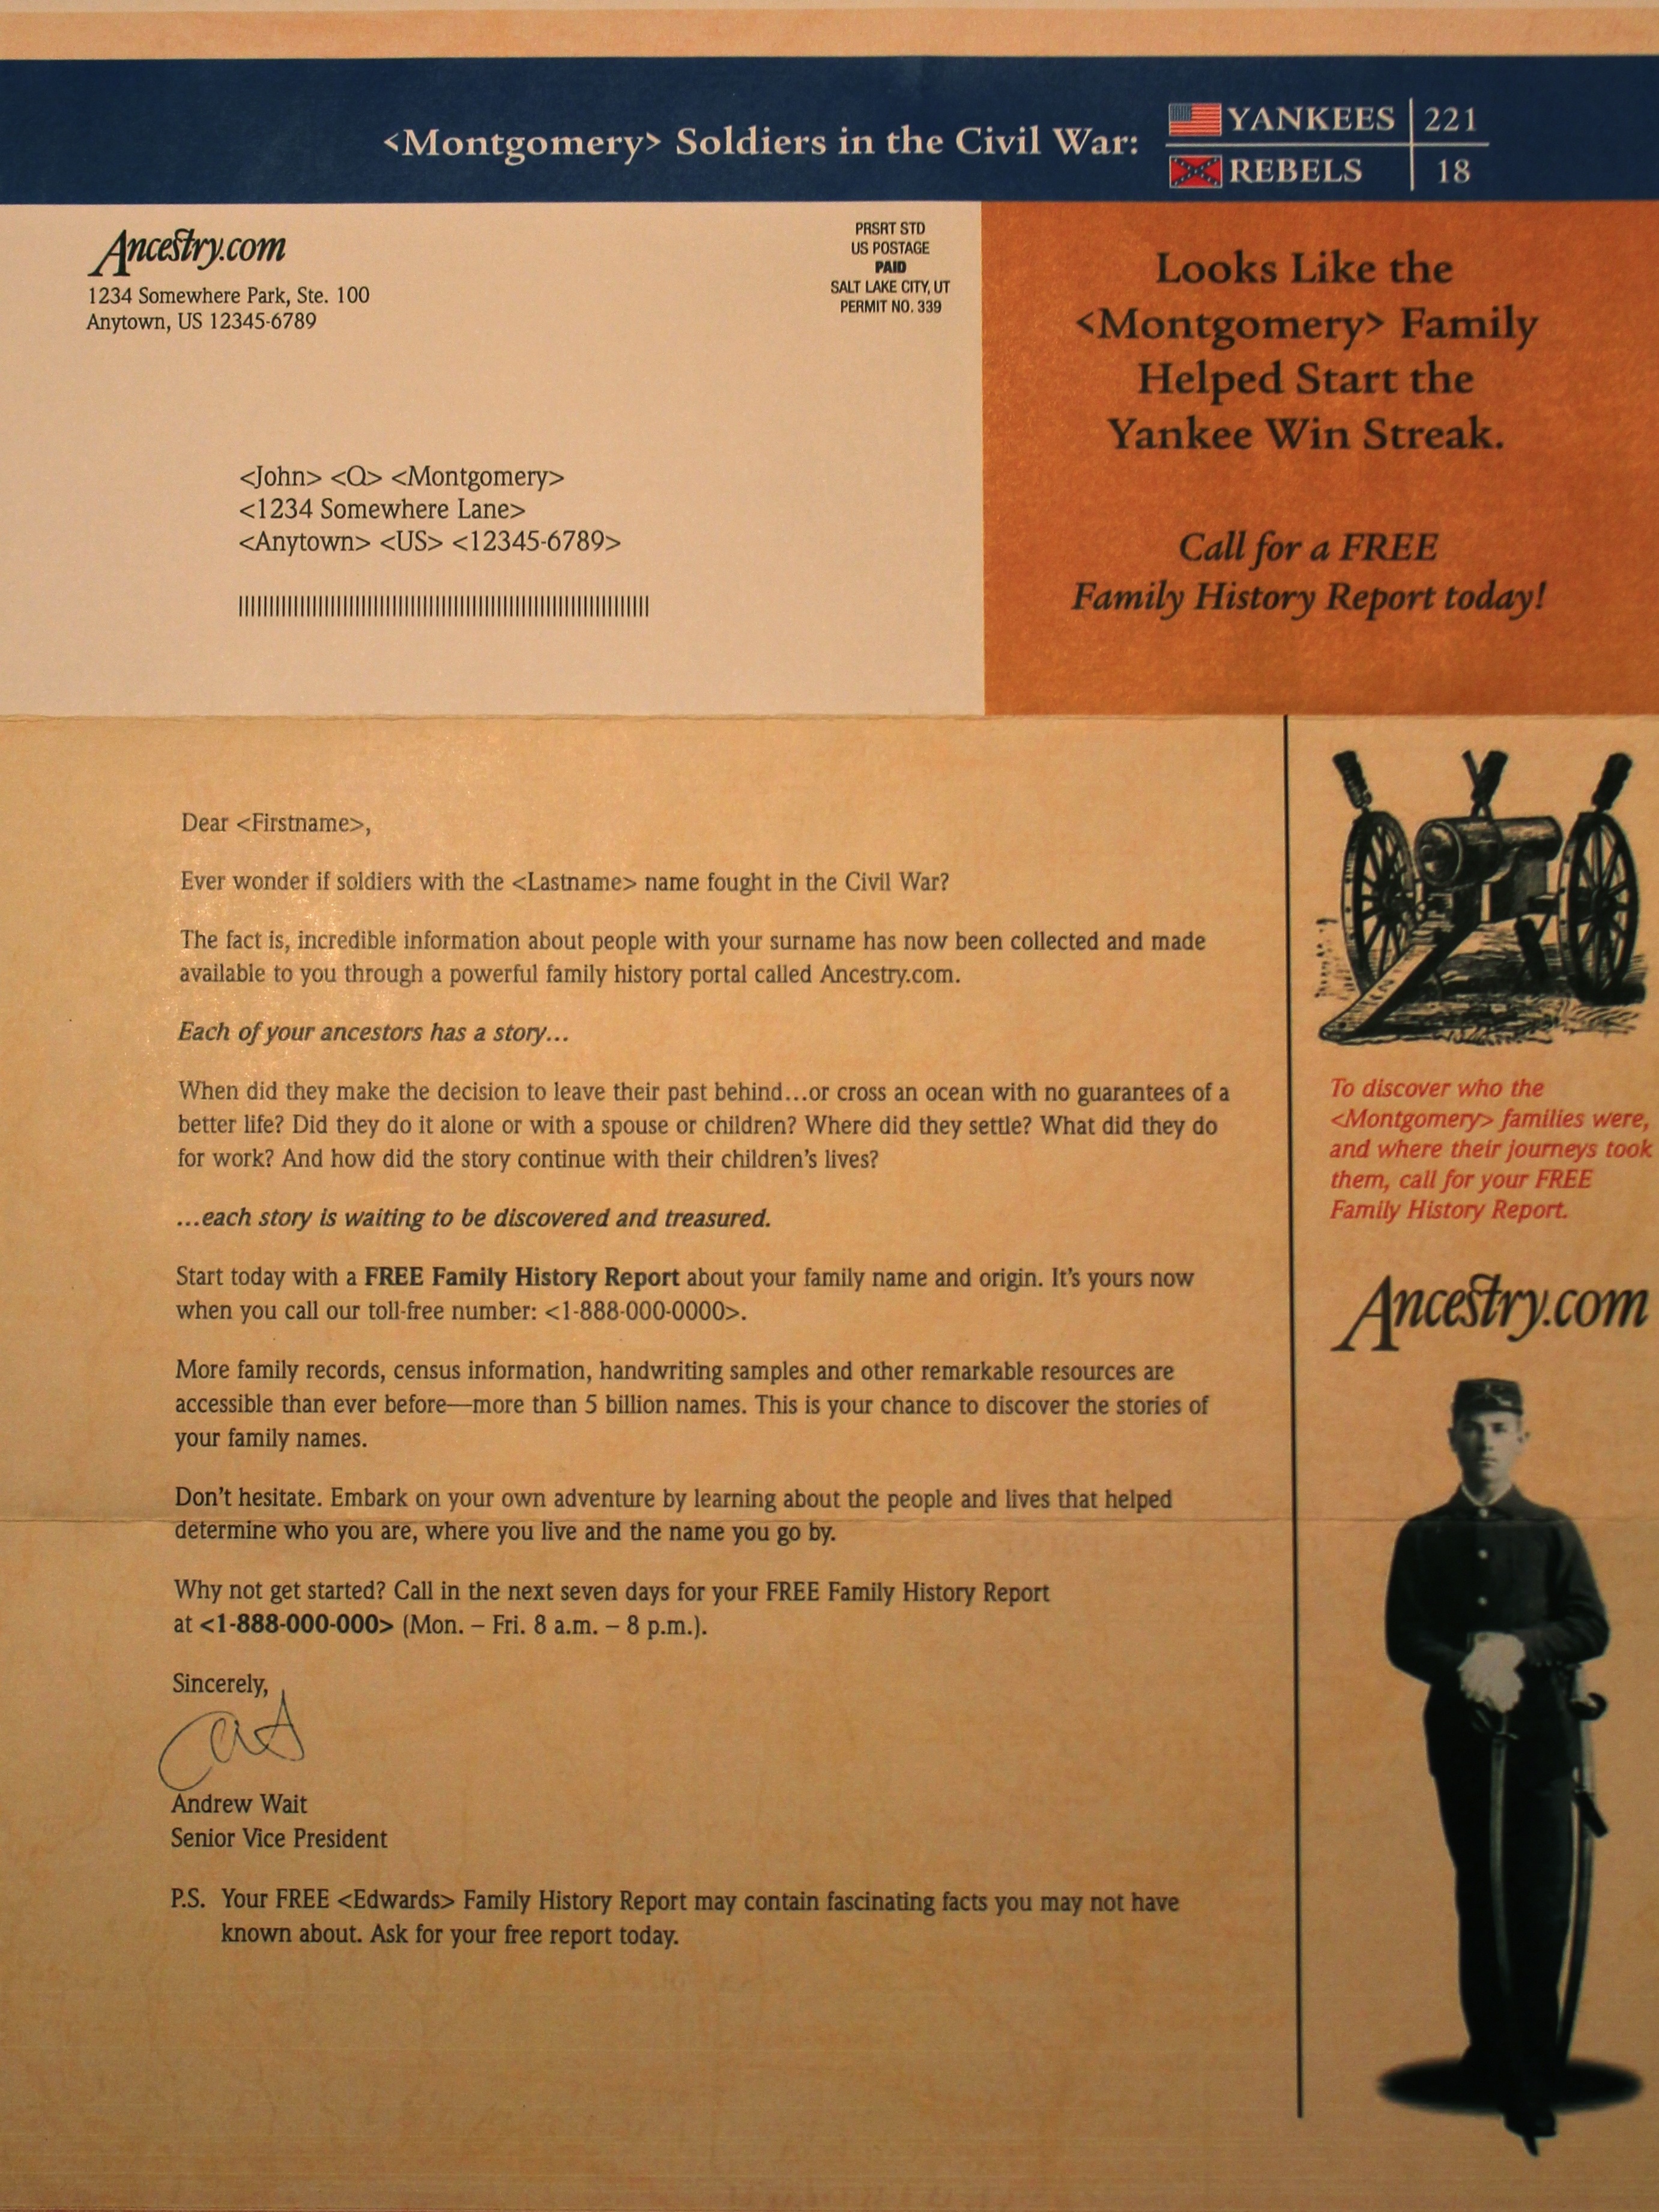 <Montgomery> Soldiers in the Civil War:
YANKEES 221
REBELS 18
Ancestry.com
1234 Somewhere Park, Ste. 100
Anytown, US 12345-6789
PRSRT STD
US POSTAGE
PAID
SALT LAKE CITY, UT
PERMIT NO. 339
<John> <Q> <Montgomery>
<1234 Somewhere Lane>
<Anytown> <US> <12345-6789>
Looks Like the
<Montgomery> Family
Helped Start the
Yankee Win Streak.
Call for a FREE
Family History Report today!
Dear <Firstname>,
Ever wonder if soldiers with the <Lastname> name fought in the Civil War?
The fact is, incredible information about people with your surname has now been collected and made
available to you through a powerful family history portal called Ancestry.com.
Each of your ancestors has a story...
When did they make the decision to leave their past behind...or cross an ocean with no guarantees of a
better life? Did they do it alone or with a spouse or children? Where did they settle? What did they do
for work? And how did the story continue with their children's lives?
...each story is waiting to be discovered and treasured.
Start today with a FREE Family History Report about your family name and origin. It's yours now
when you call our toll-free number: <1-888-000-0000>.
More family records, census information, handwriting samples and other remarkable resources are
accessible than ever before—more than 5 billion names. This is your chance to discover the stories of
your family names.
Don't hesitate. Embark on your own adventure by learning about the people and lives that helped
determine who you are, where you live and the name you go by.
Why not get started? Call in the next seven days for your FREE Family History Report
at <1-888-000-000> (Mon. – Fri. 8 a.m. – 8 p.m.).
Sincerely,
Andrew Wait
Senior Vice President
P.S. Your FREE <Edwards> Family History Report may contain fascinating facts you may not have
known about. Ask for your free report today.
To discover who the
<Montgomery> families were,
and where their journeys took
them, call for your FREE
Family History Report.
Ancestry.com